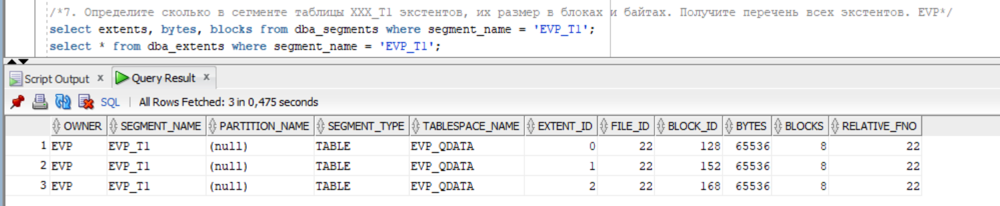 /*7. Определите сколько в сегменте таблицы XXX_T1 экстентов, их размер в блоках и байтах. Получите перечень всех экстентов. EVP*/
select extents, bytes, blocks from dba_segments where segment_name = 'EVP_T1';
select * from dba_extents where segment_name = 'EVP_T1';
Script Output x Query Result x
SQL | All Rows Fetched: 3 in 0,475 seconds
OWNER SEGMENT_NAME PARTITION_NAME SEGMENT_TYPE TABLESPACE_NAME EXTENT_ID FILE_ID BLOCK_ID BYTES BLOCKS RELATIVE_FNO
1 EVP EVP_T1 (null) TABLE EVP_QDATA 0 22 128 65536 8 22
2 EVP EVP_T1 (null) TABLE EVP_QDATA 1 22 152 65536 8 22
3 EVP EVP_T1 (null) TABLE EVP_QDATA 2 22 168 65536 8 22